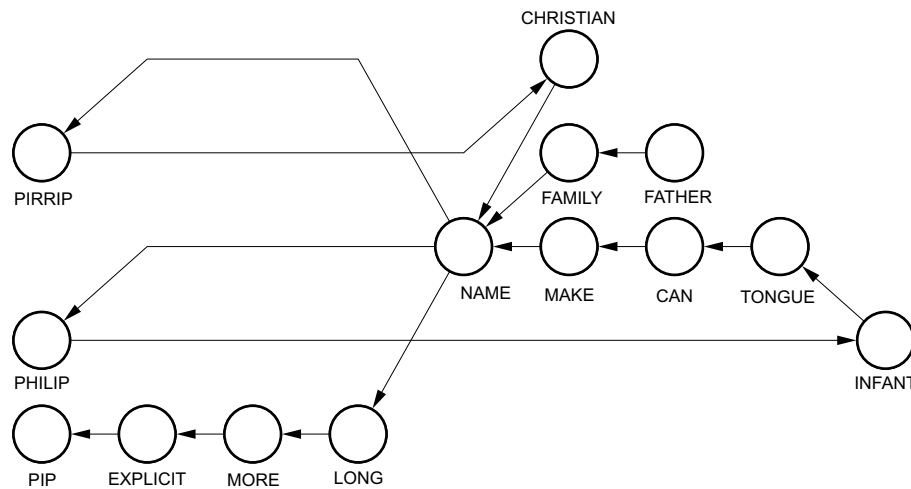 CHRISTIAN
PIRRIP
FAMILY
FATHER
NAME
MAKE
CAN
TONGUE
PHILIP
INFANT
PIP
EXPLICIT
MORE
LONG